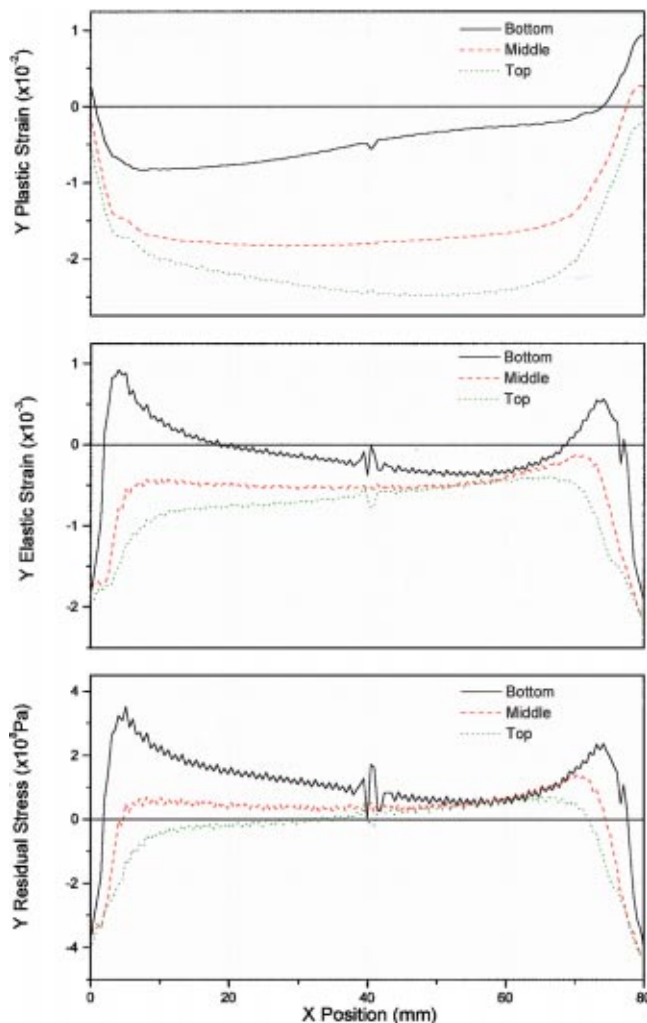 Y Plastic Strain (x10⁻²)
1
0
-1
-2
Bottom
Middle
Top
Y Elastic Strain (x10⁻³)
1
0
-1
-2
Bottom
Middle
Top
Y Residual Stress (x10⁸Pa)
4
2
0
-2
-4
Bottom
Middle
Top
0
20
40
60
80
X Position (mm)